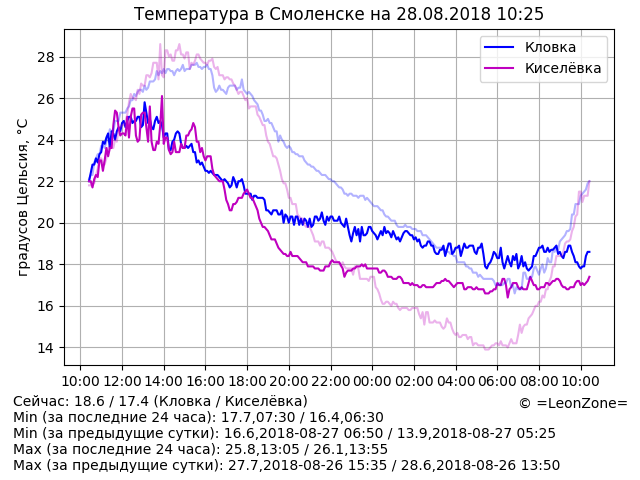 Температура в Смоленске на 28.08.2018 10:25
Кловка
Киселёвка
градусов Цельсия, °C
28
26
24
22
20
18
16
14
10:00 12:00 14:00 16:00 18:00 20:00 22:00 00:00 02:00 04:00 06:00 08:00 10:00
Сейчас: 18.6 / 17.4 (Кловка / Киселёвка)
© =LeonZone=
Min (за последние 24 часа): 17.7,07:30 / 16.4,06:30
Min (за предыдущие сутки): 16.6,2018-08-27 06:50 / 13.9,2018-08-27 05:25
Max (за последние 24 часа): 25.8,13:05 / 26.1,13:55
Max (за предыдущие сутки): 27.7,2018-08-26 15:35 / 28.6,2018-08-26 13:50